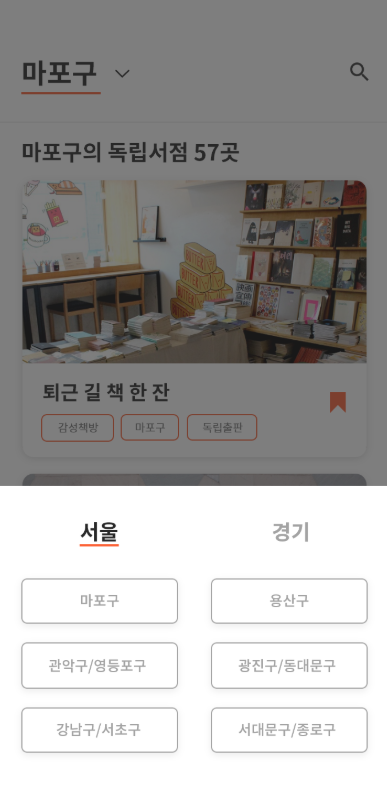 마포구
마포구의 독립서점 57곳
퇴근 길 책 한 잔
감성책방 마포구 독립출판
서울 경기
마포구 용산구
관악구/영등포구 광진구/동대문구
강남구/서초구 서대문구/종로구